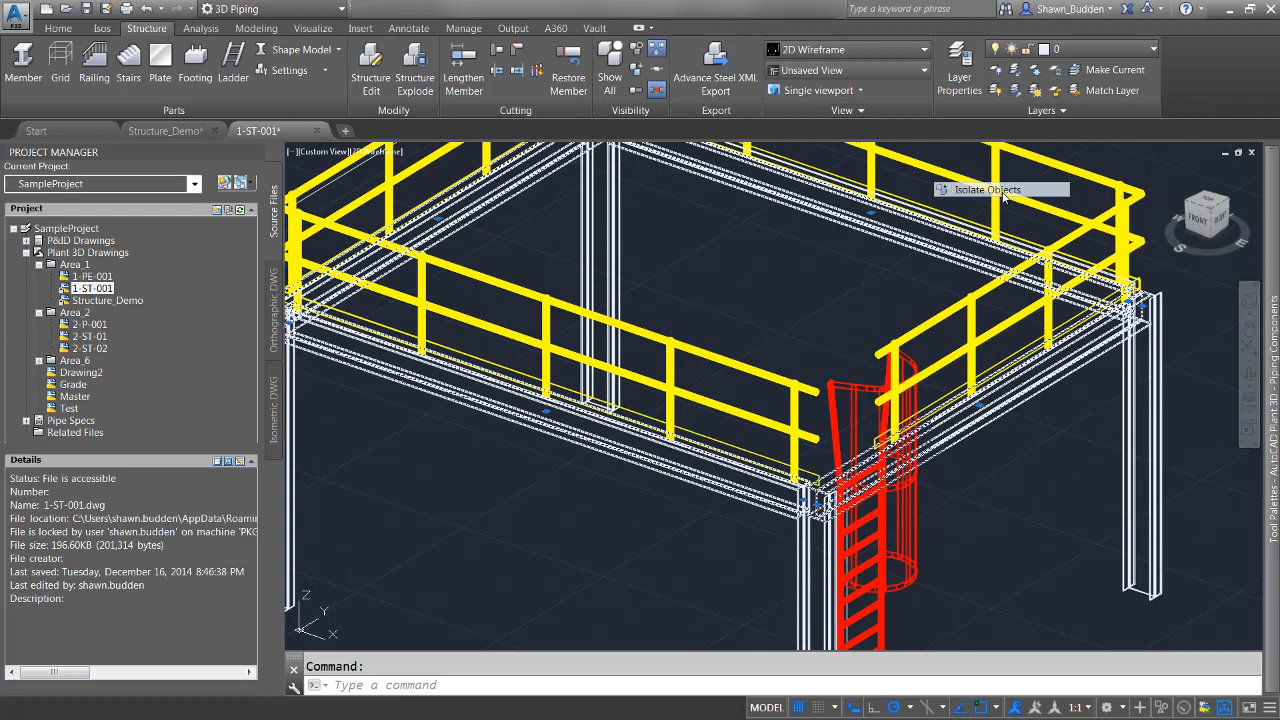 3D Piping
Type a keyword or phrase
Shawn_Budden
Home Isos Structure Analysis Modeling Visualize Insert Annotate Manage Output A360 Vault
Member Grid Railing Stairs Plate Footing Ladder
Shape Model
Settings
Structure Edit
Structure Explode
Lengthen Member
Restore Member
Show All
Advance Steel XML Export
2D Wireframe
Unsaved View
Single viewport
Layer Properties
0
Make Current
Match Layer
Parts Modify Cutting Visibility Export View Layers
Start Structure_Demo* 1-ST-001*
PROJECT MANAGER
Current Project
SampleProject
Project
SampleProject
P&ID Drawings
Plant 3D Drawings
Area_1
1-PE-001
1-ST-001
Structure_Demo
Area_2
2-P-001
2-ST-01
2-ST-02
Area_6
Drawing2
Grade
Master
Test
Pipe Specs
Related Files
Source Files
Orthographic DWG
Isometric DWG
Details
Status: File is accessible
Number:
Name: 1-ST-001.dwg
File location: C:\Users\shawn.budden\AppData\Roamin
File is locked by user 'shawn.budden' on machine 'PKG
File size: 196.60KB (201,314 bytes)
File creator:
Last saved: Tuesday, December 16, 2014 8:46:38 PM
Last edited by: shawn.budden
Description:
[−][Custom View][2D Wireframe]
Isolate Objects
FRONT
S
E
Z
Y
X
Tool Palettes - AutoCAD Plant 3D Piping Components
Command:
Type a command
MODEL
1:1